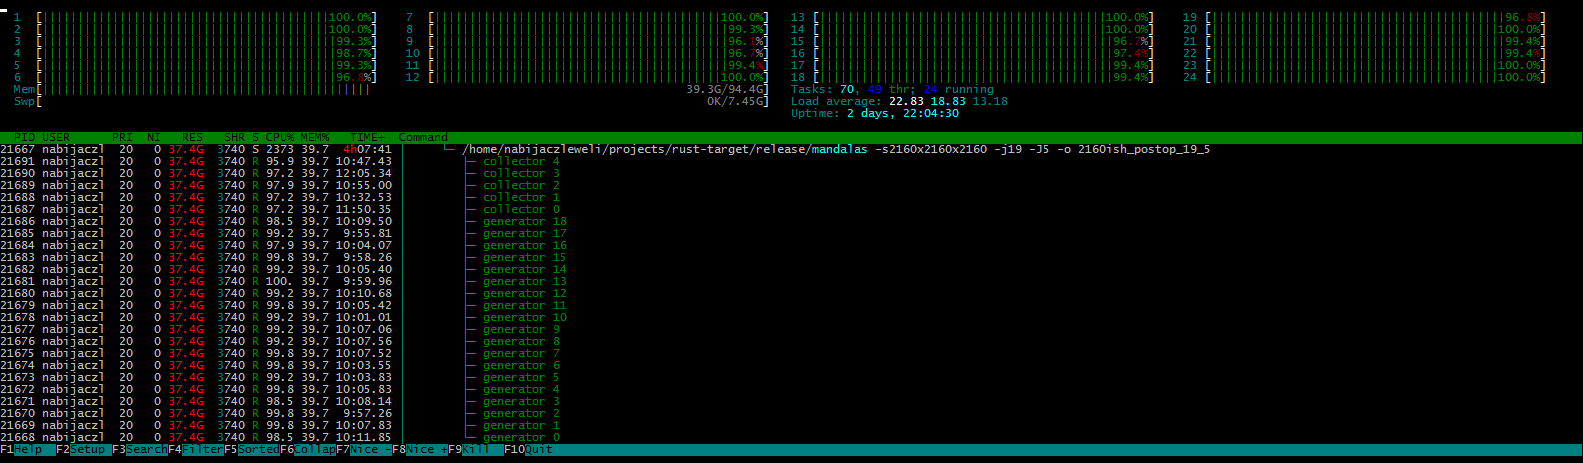 1 [100.0%] 7 [100.0%] 13 [100.0%] 19 [96.8%]
2 [100.0%] 8 [99.3%] 14 [100.0%] 20 [100.0%]
3 [99.3%] 9 [96.1%] 15 [96.7%] 21 [99.4%]
4 [98.7%] 10 [96.7%] 16 [97.4%] 22 [99.4%]
5 [99.3%] 11 [99.4%] 17 [99.4%] 23 [100.0%]
6 [96.8%] 12 [100.0%] 18 [99.4%] 24 [100.0%]
Mem[39.3G/94.4G] Tasks: 70, 49 thr; 24 running
Swp[0K/7.45G] Load average: 22.83 18.83 13.18
Uptime: 2 days, 22:04:30
PID USER PRI NI RES SHR S CPU% MEM% TIME+ Command
21667 nabijaczl 20 0 37.4G 3740 S 2373 39.7 4h07:41 └─ /home/nabijaczleweli/projects/rust-target/release/mandalas -s2160x2160x2160 -j19 -J5 -o 2160ish_postop_19_5
21691 nabijaczl 20 0 37.4G 3740 R 95.9 39.7 10:47.43 ├─ collector 4
21690 nabijaczl 20 0 37.4G 3740 R 97.2 39.7 12:05.34 ├─ collector 3
21689 nabijaczl 20 0 37.4G 3740 R 97.9 39.7 10:55.00 ├─ collector 2
21688 nabijaczl 20 0 37.4G 3740 R 97.2 39.7 10:32.53 ├─ collector 1
21687 nabijaczl 20 0 37.4G 3740 R 97.2 39.7 11:50.35 ├─ collector 0
21686 nabijaczl 20 0 37.4G 3740 R 98.5 39.7 10:09.50 ├─ generator 18
21685 nabijaczl 20 0 37.4G 3740 R 99.2 39.7 9:55.81 ├─ generator 17
21684 nabijaczl 20 0 37.4G 3740 R 97.9 39.7 10:04.07 ├─ generator 16
21683 nabijaczl 20 0 37.4G 3740 R 99.8 39.7 9:58.26 ├─ generator 15
21682 nabijaczl 20 0 37.4G 3740 R 99.2 39.7 10:05.40 ├─ generator 14
21681 nabijaczl 20 0 37.4G 3740 R 100. 39.7 9:59.96 ├─ generator 13
21680 nabijaczl 20 0 37.4G 3740 R 99.2 39.7 10:10.68 ├─ generator 12
21679 nabijaczl 20 0 37.4G 3740 R 99.8 39.7 10:05.42 ├─ generator 11
21678 nabijaczl 20 0 37.4G 3740 R 99.2 39.7 10:01.01 ├─ generator 10
21677 nabijaczl 20 0 37.4G 3740 R 99.8 39.7 10:07.06 ├─ generator 9
21676 nabijaczl 20 0 37.4G 3740 R 99.2 39.7 10:07.56 ├─ generator 8
21675 nabijaczl 20 0 37.4G 3740 R 99.8 39.7 10:07.52 ├─ generator 7
21674 nabijaczl 20 0 37.4G 3740 R 99.8 39.7 10:03.55 ├─ generator 6
21673 nabijaczl 20 0 37.4G 3740 R 99.2 39.7 10:03.83 ├─ generator 5
21672 nabijaczl 20 0 37.4G 3740 R 99.8 39.7 10:05.83 ├─ generator 4
21671 nabijaczl 20 0 37.4G 3740 R 98.5 39.7 10:08.14 ├─ generator 3
21670 nabijaczl 20 0 37.4G 3740 R 99.8 39.7 9:57.26 ├─ generator 2
21669 nabijaczl 20 0 37.4G 3740 R 99.8 39.7 10:07.83 ├─ generator 1
21668 nabijaczl 20 0 37.4G 3740 R 98.5 39.7 10:11.85 └─ generator 0
F1Help F2Setup F3SearchF4FilterF5SortedF6CollapF7Nice -F8Nice +F9Kill F10Quit